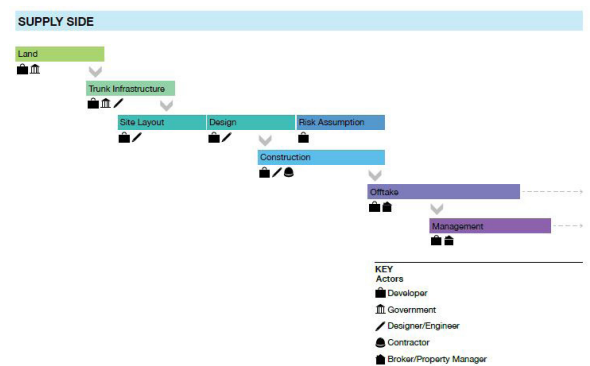 SUPPLY SIDE
Land
Trunk Infrastructure
Site Layout
Design
Risk Assumption
Construction
Offtake
Management
KEY
Actors
Developer
Government
Designer/Engineer
Contractor
Broker/Property Manager